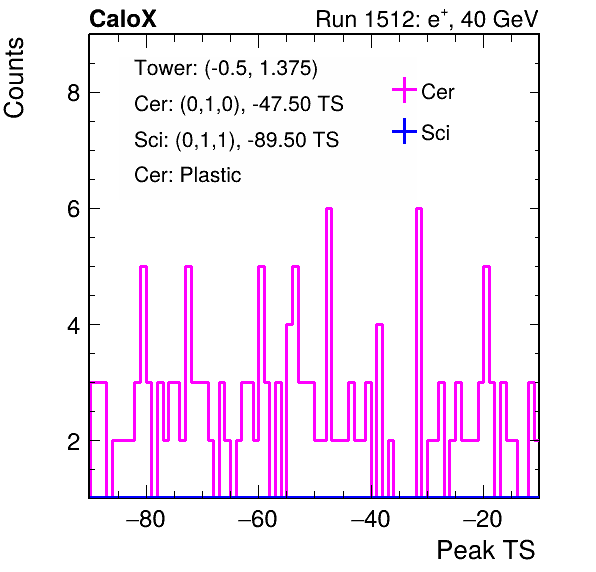 CaloX Run 1512: e⁺, 40 GeV
Tower: (-0.5, 1.375)
Cer: (0,1,0), -47.50 TS
Sci: (0,1,1), -89.50 TS
Cer: Plastic
Cer
Sci
Counts
8
6
4
2
−80 −60 −40 −20
Peak TS